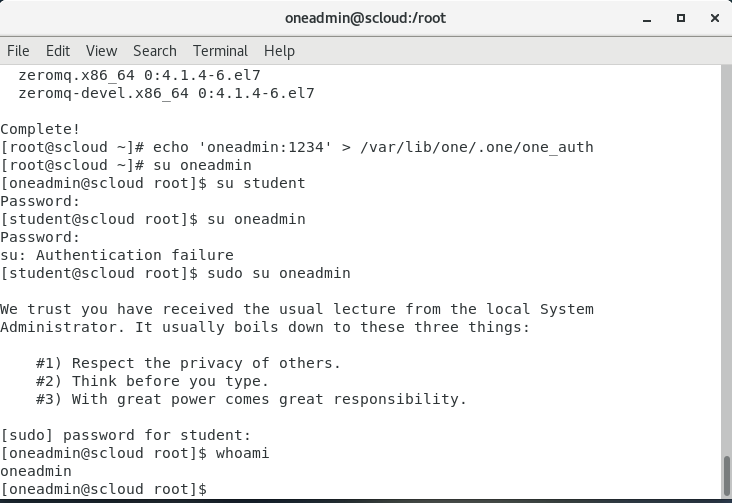 oneadmin@scloud:/root
File Edit View Search Terminal Help
  zeromq.x86_64 0:4.1.4-6.el7
  zeromq-devel.x86_64 0:4.1.4-6.el7
Complete!
[root@scloud ~]# echo 'oneadmin:1234' > /var/lib/one/.one/one_auth
[root@scloud ~]# su oneadmin
[oneadmin@scloud root]$ su student
Password:
[student@scloud root]$ su oneadmin
Password:
su: Authentication failure
[student@scloud root]$ sudo su oneadmin
We trust you have received the usual lecture from the local System
Administrator. It usually boils down to these three things:
    #1) Respect the privacy of others.
    #2) Think before you type.
    #3) With great power comes great responsibility.
[sudo] password for student:
[oneadmin@scloud root]$ whoami
oneadmin
[oneadmin@scloud root]$